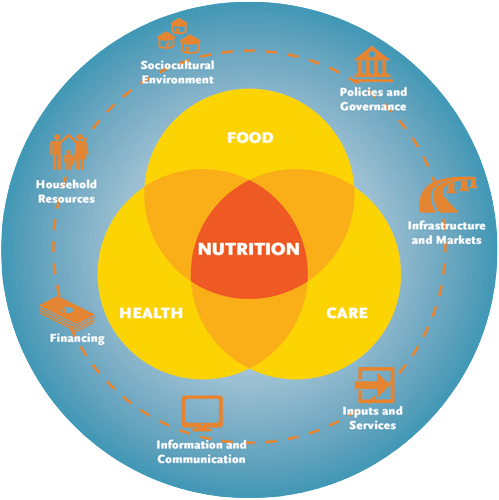 Sociocultural
Environment
Policies and
Governance
FOOD
Household
Resources
Infrastructure
and Markets
NUTRITION
HEALTH
CARE
Financing
Inputs and
Services
Information and
Communication